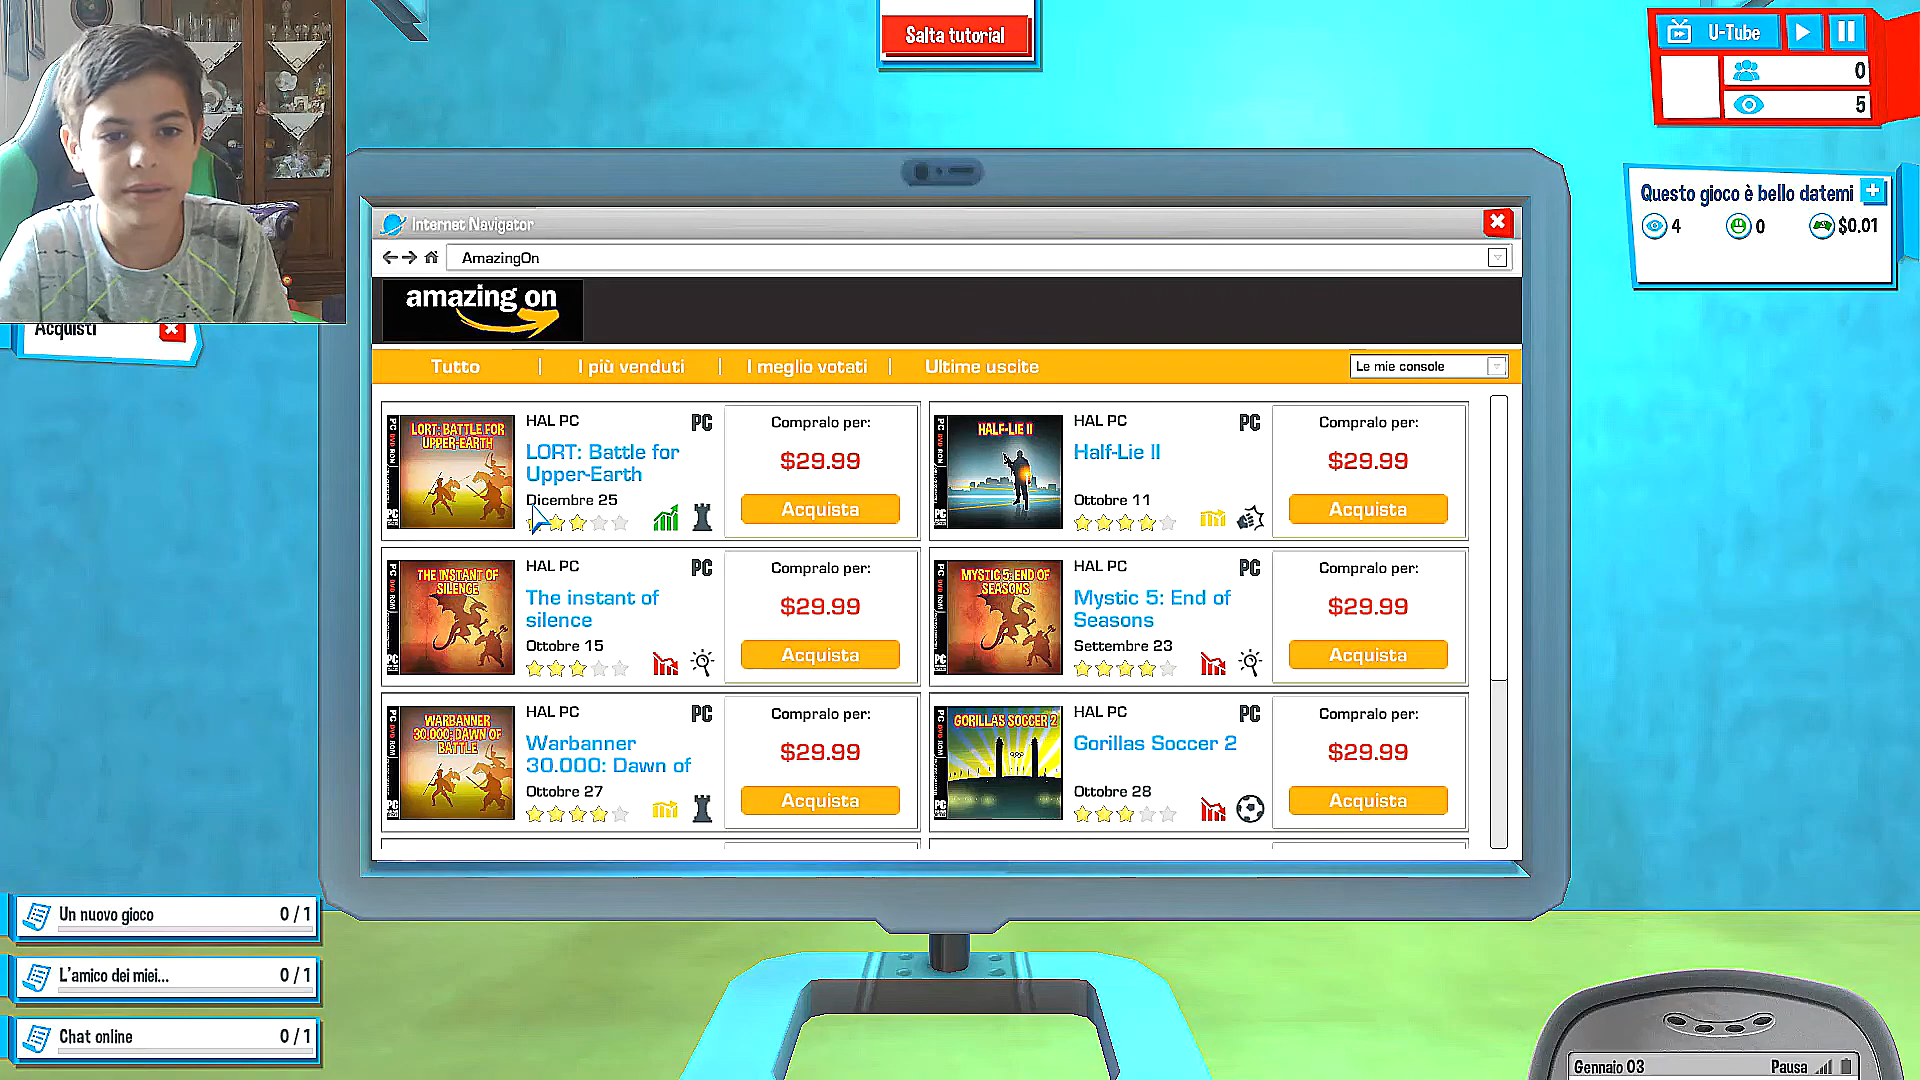 Salta tutorial
U-Tube
0
5
Questo gioco è bello datemi
4
0
$0.01
Acquisti
Internet Navigator
AmazingOn
amazing on
Tutto
I più venduti
I meglio votati
Ultime uscite
Le mie console
LORT: BATTLE FOR
UPPER-EARTH
HAL PC
PC
LORT: Battle for
Upper-Earth
Dicembre 25
Compralo per:
$29.99
Acquista
HALF-LIE II
HAL PC
PC
Half-Lie II
Ottobre 11
Compralo per:
$29.99
Acquista
THE INSTANT OF
SILENCE
HAL PC
PC
The instant of
silence
Ottobre 15
Compralo per:
$29.99
Acquista
MYSTIC 5: END OF
SEASONS
HAL PC
PC
Mystic 5: End of
Seasons
Settembre 23
Compralo per:
$29.99
Acquista
WARBANNER
30.000: DAWN OF
BATTLE
HAL PC
PC
Warbanner
30.000: Dawn of
Ottobre 27
Compralo per:
$29.99
Acquista
GORILLAS SOCCER 2
HAL PC
PC
Gorillas Soccer 2
Ottobre 28
Compralo per:
$29.99
Acquista
Un nuovo gioco 0 / 1
L'amico dei miei... 0 / 1
Chat online 0 / 1
Gennaio 03
Pausa